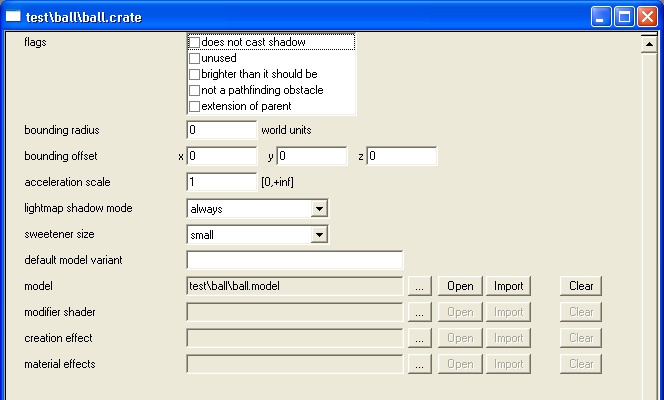 test\ball\ball.crate
flags
does not cast shadow
unused
brighter than it should be
not a pathfinding obstacle
extension of parent
bounding radius 0 world units
bounding offset x 0 y 0 z 0
acceleration scale 1 [0,+inf]
lightmap shadow mode always
sweetener size small
default model variant
model test\ball\ball.model ... Open Import Clear
modifier shader ... Open Import Clear
creation effect ... Open Import Clear
material effects ... Open Import Clear